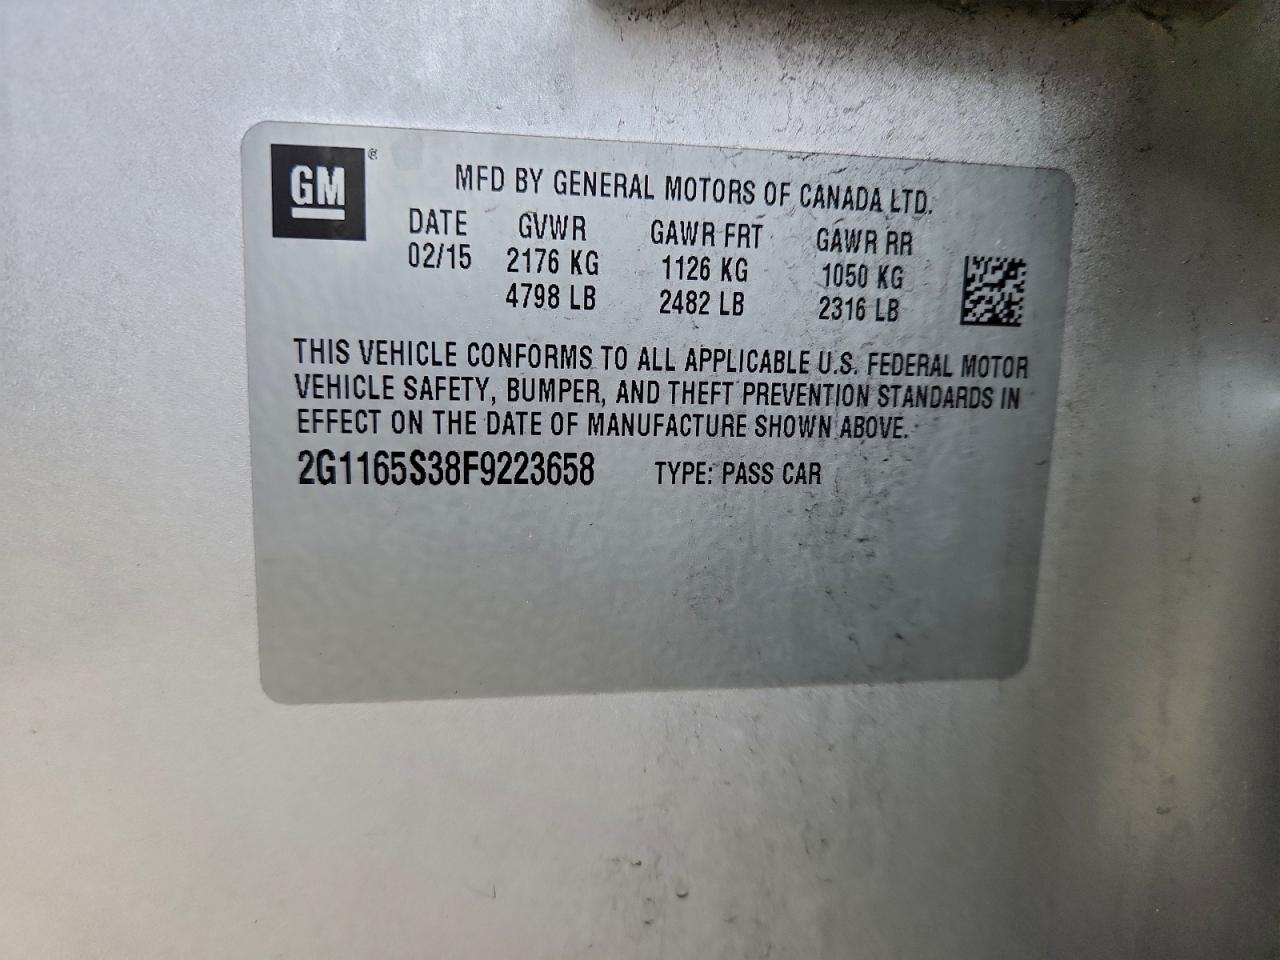 GM®
MFD BY GENERAL MOTORS OF CANADA LTD.
DATE GVWR GAWR FRT GAWR RR
02/15 2176 KG 1126 KG 1050 KG
4798 LB 2482 LB 2316 LB
THIS VEHICLE CONFORMS TO ALL APPLICABLE U.S. FEDERAL MOTOR
VEHICLE SAFETY, BUMPER, AND THEFT PREVENTION STANDARDS IN
EFFECT ON THE DATE OF MANUFACTURE SHOWN ABOVE.
2G1165S38F9223658 TYPE: PASS CAR